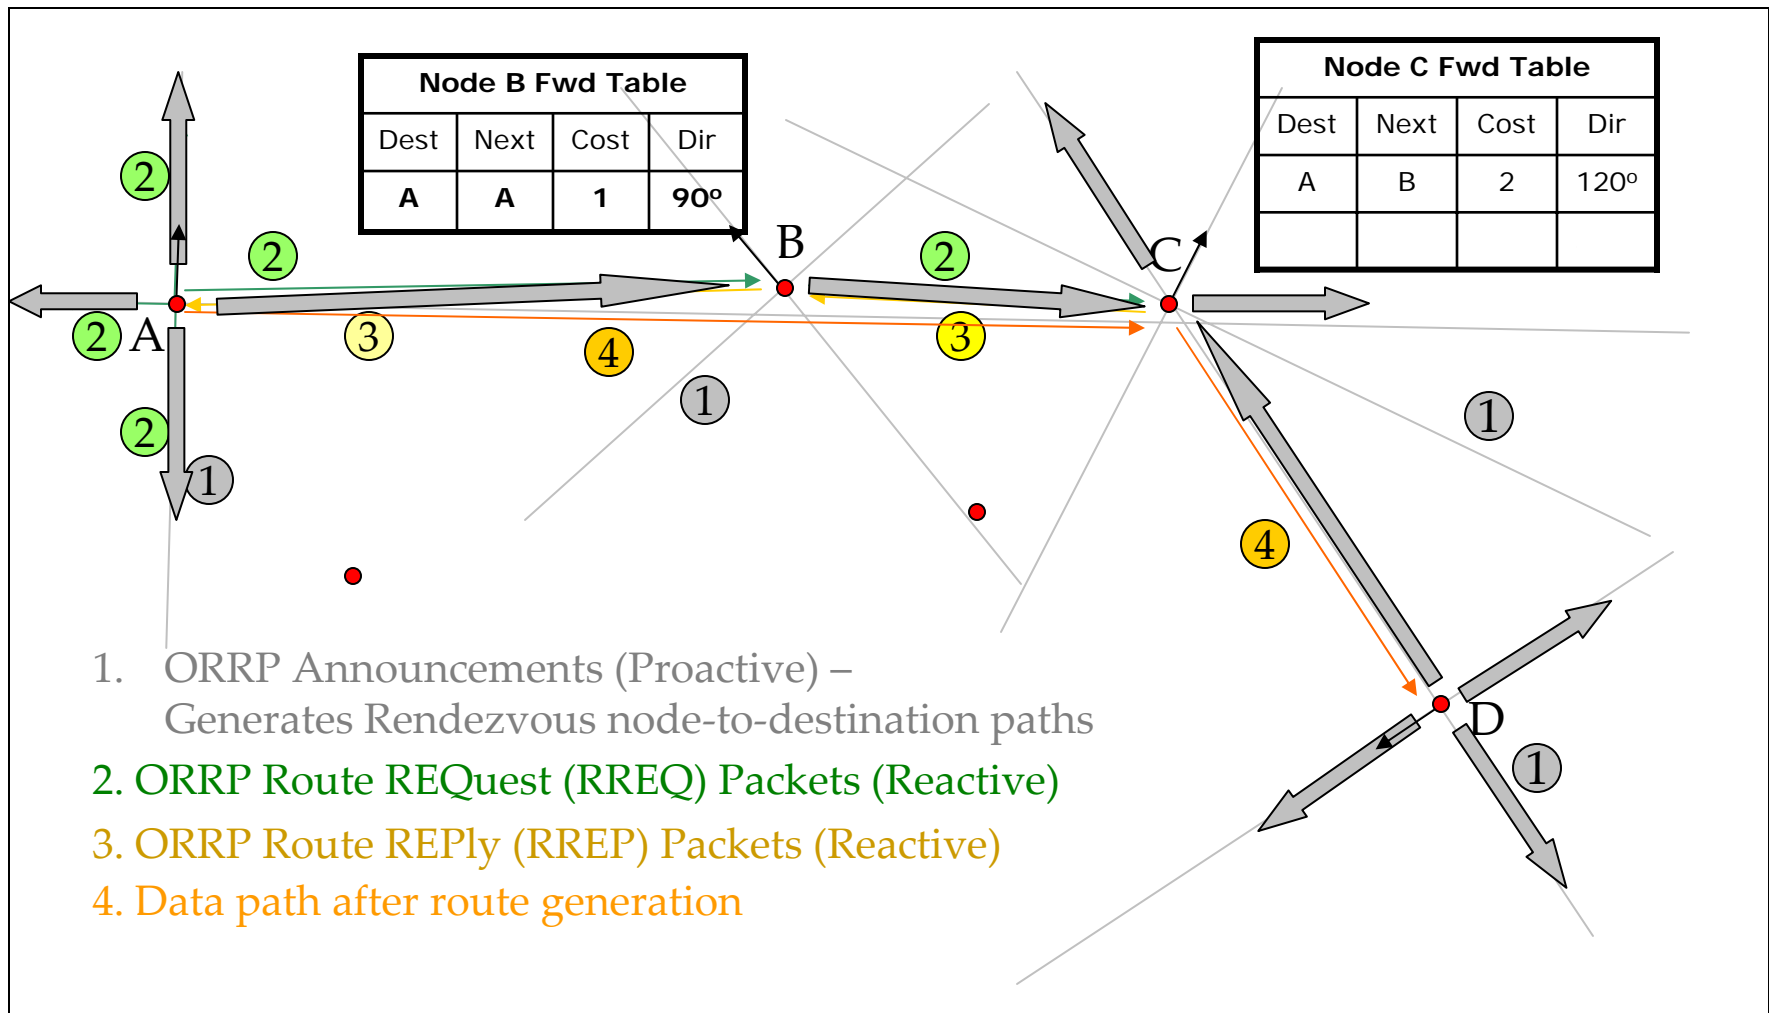 Node B Fwd Table
Dest Next Cost Dir
A A 1 90º
Node C Fwd Table
Dest Next Cost Dir
A B 2 120º
2
2
2
2
2
A
B
C
D
3
4
3
1
1
2
1
4
1
1. ORRP Announcements (Proactive) –
Generates Rendezvous node-to-destination paths
2. ORRP Route REQuest (RREQ) Packets (Reactive)
3. ORRP Route REPly (RREP) Packets (Reactive)
4. Data path after route generation